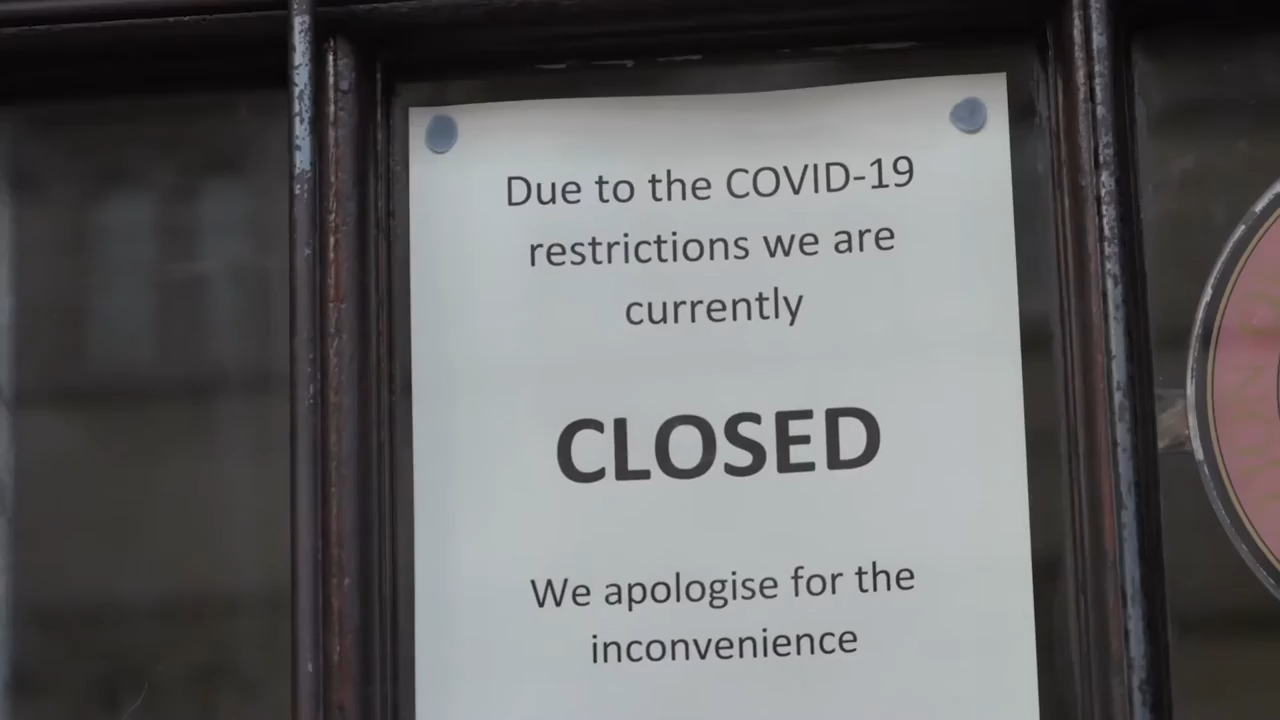 Due to the COVID-19
restrictions we are
currently
CLOSED
We apologise for the
inconvenience